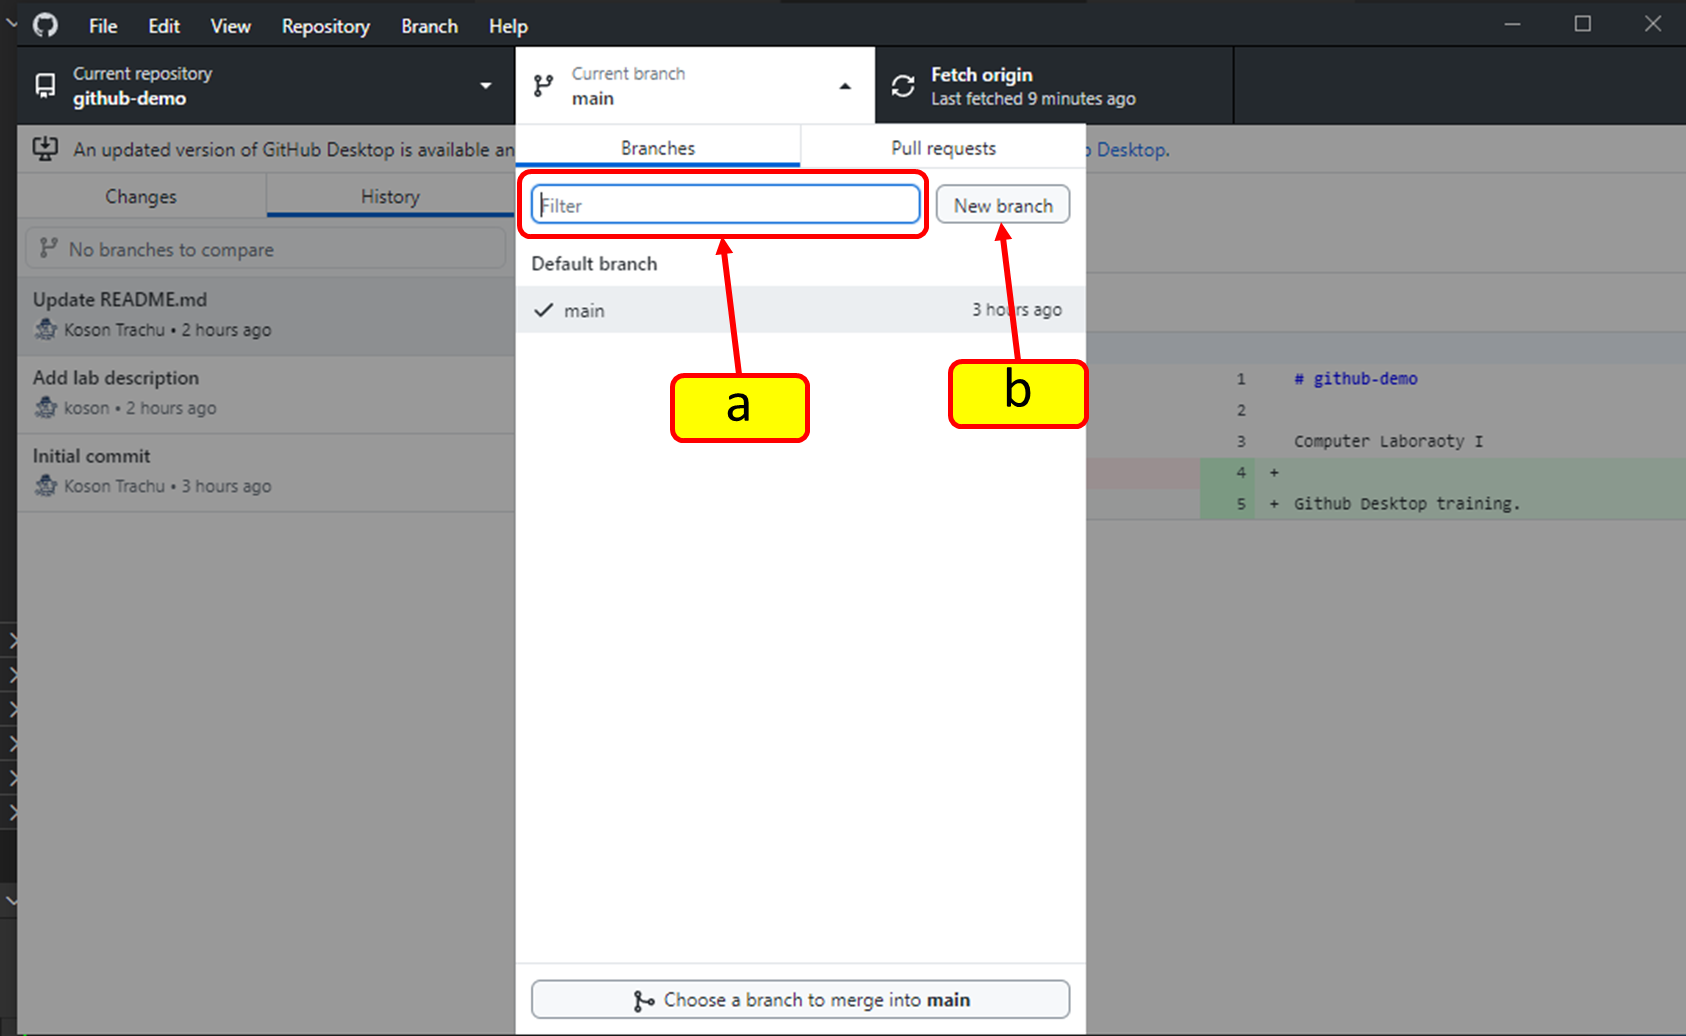 File Edit View Repository Branch Help
Current repository
github-demo
Current branch
main
Fetch origin
Last fetched 9 minutes ago
An updated version of GitHub Desktop is available an
Desktop.
Changes
History
No branches to compare
Update README.md
Koson Trachu • 2 hours ago
Add lab description
koson • 2 hours ago
Initial commit
Koson Trachu • 3 hours ago
Branches
Pull requests
Filter
New branch
Default branch
main
3 hours ago
a
b
Choose a branch to merge into main
1 # github-demo
2
3 Computer Laboraoty I
4 +
5 + Github Desktop training.